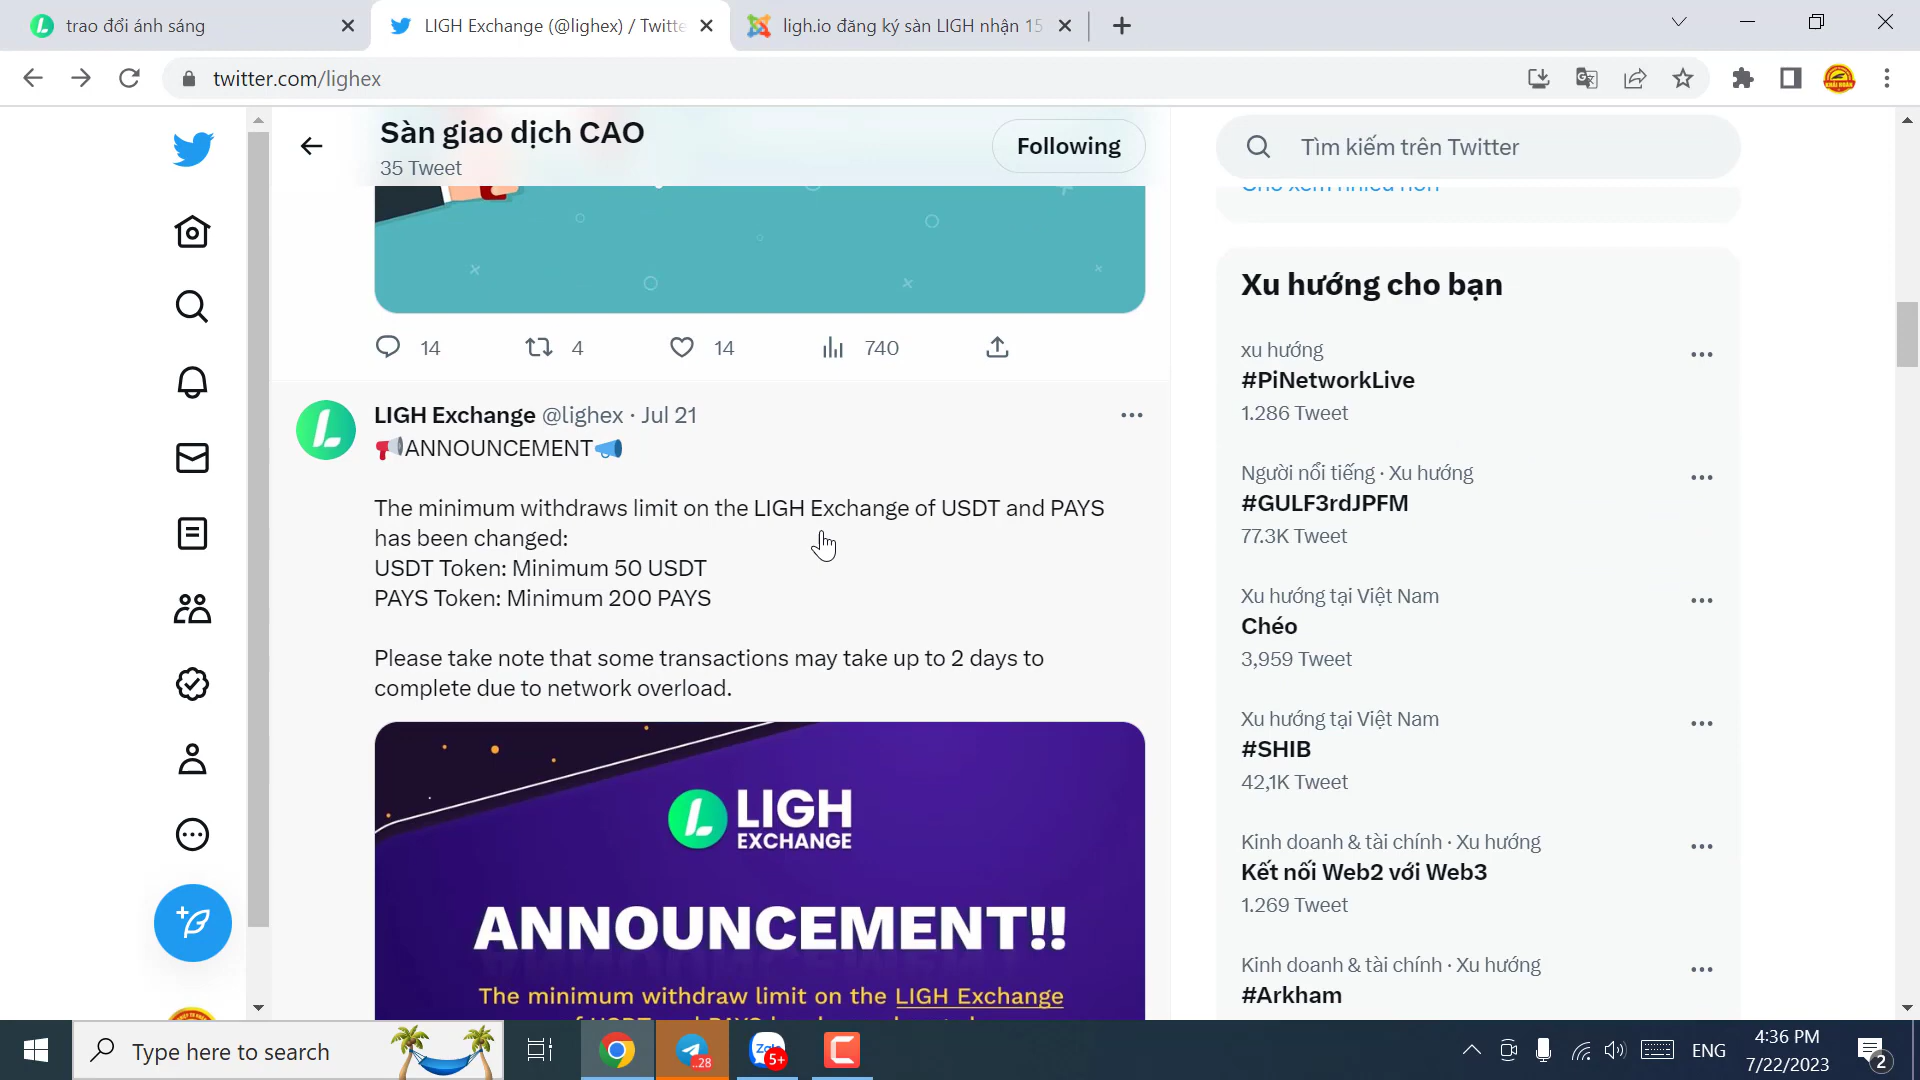 trao đổi ánh sáng
LIGH Exchange (@lighex) / Twitte
ligh.io đăng ký sàn LIGH nhận 15
twitter.com/lighex
Sàn giao dịch CAO
35 Tweet
Following
14
4
14
740
LIGH Exchange @lighex · Jul 21
📢ANNOUNCEMENT📣
The minimum withdraws limit on the LIGH Exchange of USDT and PAYS
has been changed:
USDT Token: Minimum 50 USDT
PAYS Token: Minimum 200 PAYS
Please take note that some transactions may take up to 2 days to
complete due to network overload.
LIGH
EXCHANGE
ANNOUNCEMENT!!
The minimum withdraw limit on the LIGH Exchange
Tìm kiếm trên Twitter
Xu hướng cho bạn
xu hướng
#PiNetworkLive
1.286 Tweet
Người nổi tiếng · Xu hướng
#GULF3rdJPFM
77.3K Tweet
Xu hướng tại Việt Nam
Chéo
3,959 Tweet
Xu hướng tại Việt Nam
#SHIB
42,1K Tweet
Kinh doanh & tài chính · Xu hướng
Kết nối Web2 với Web3
1.269 Tweet
Kinh doanh & tài chính · Xu hướng
#Arkham
Type here to search
..28
Zalo
5+
ENG
4:36 PM
7/22/2023
2